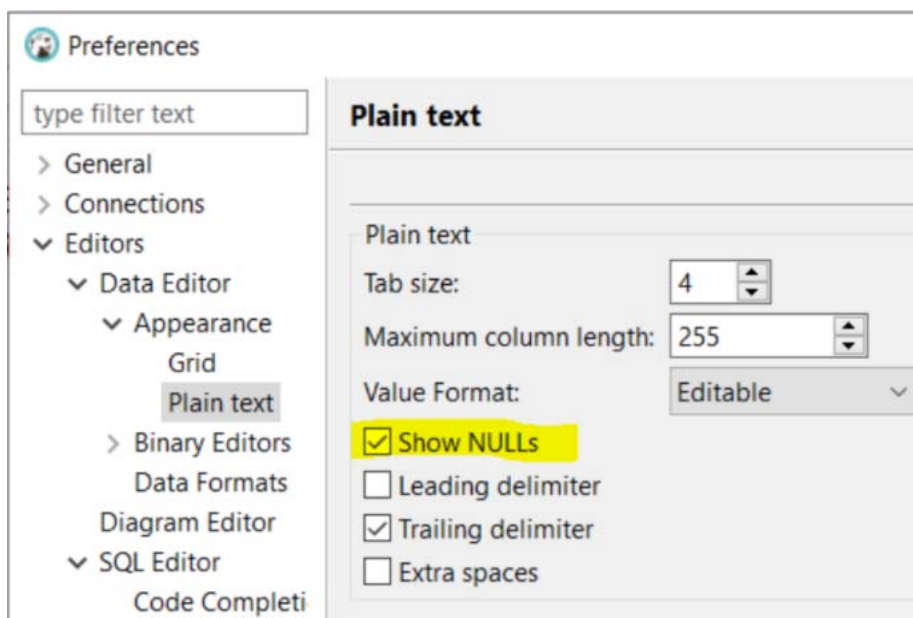 Preferences
type filter text
General
Connections
Editors
Data Editor
Appearance
Grid
Plain text
Binary Editors
Data Formats
Diagram Editor
SQL Editor
Code Completi
Plain text
Plain text
Tab size: 4
Maximum column length: 255
Value Format: Editable
Show NULLs
Leading delimiter
Trailing delimiter
Extra spaces